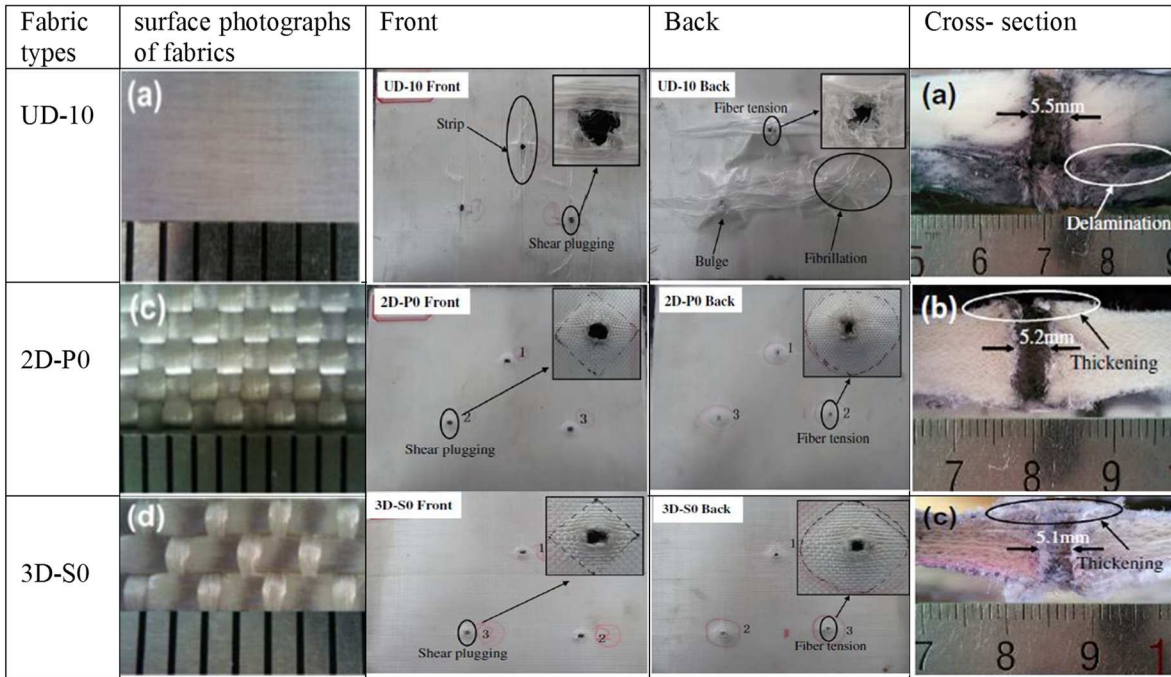 Fabric types
surface photographs of fabrics
Front
Back
Cross- section
UD-10
(a)
UD-10 Front
Strip
Shear plugging
UD-10 Back
Fiber tension
Bulge
Fibrillation
(a)
5.5mm
Delamination
5 6 7 8 9
2D-P0
(c)
2D-P0 Front
1
2
3
Shear plugging
2D-P0 Back
1
3
2
Fiber tension
(b)
5.2mm
Thickening
7 8 9
3D-S0
(d)
3D-S0 Front
1
3
2
Shear plugging
3D-S0 Back
1
2
3
Fiber tension
(c)
5.1mm
Thickening
7 8 9 1